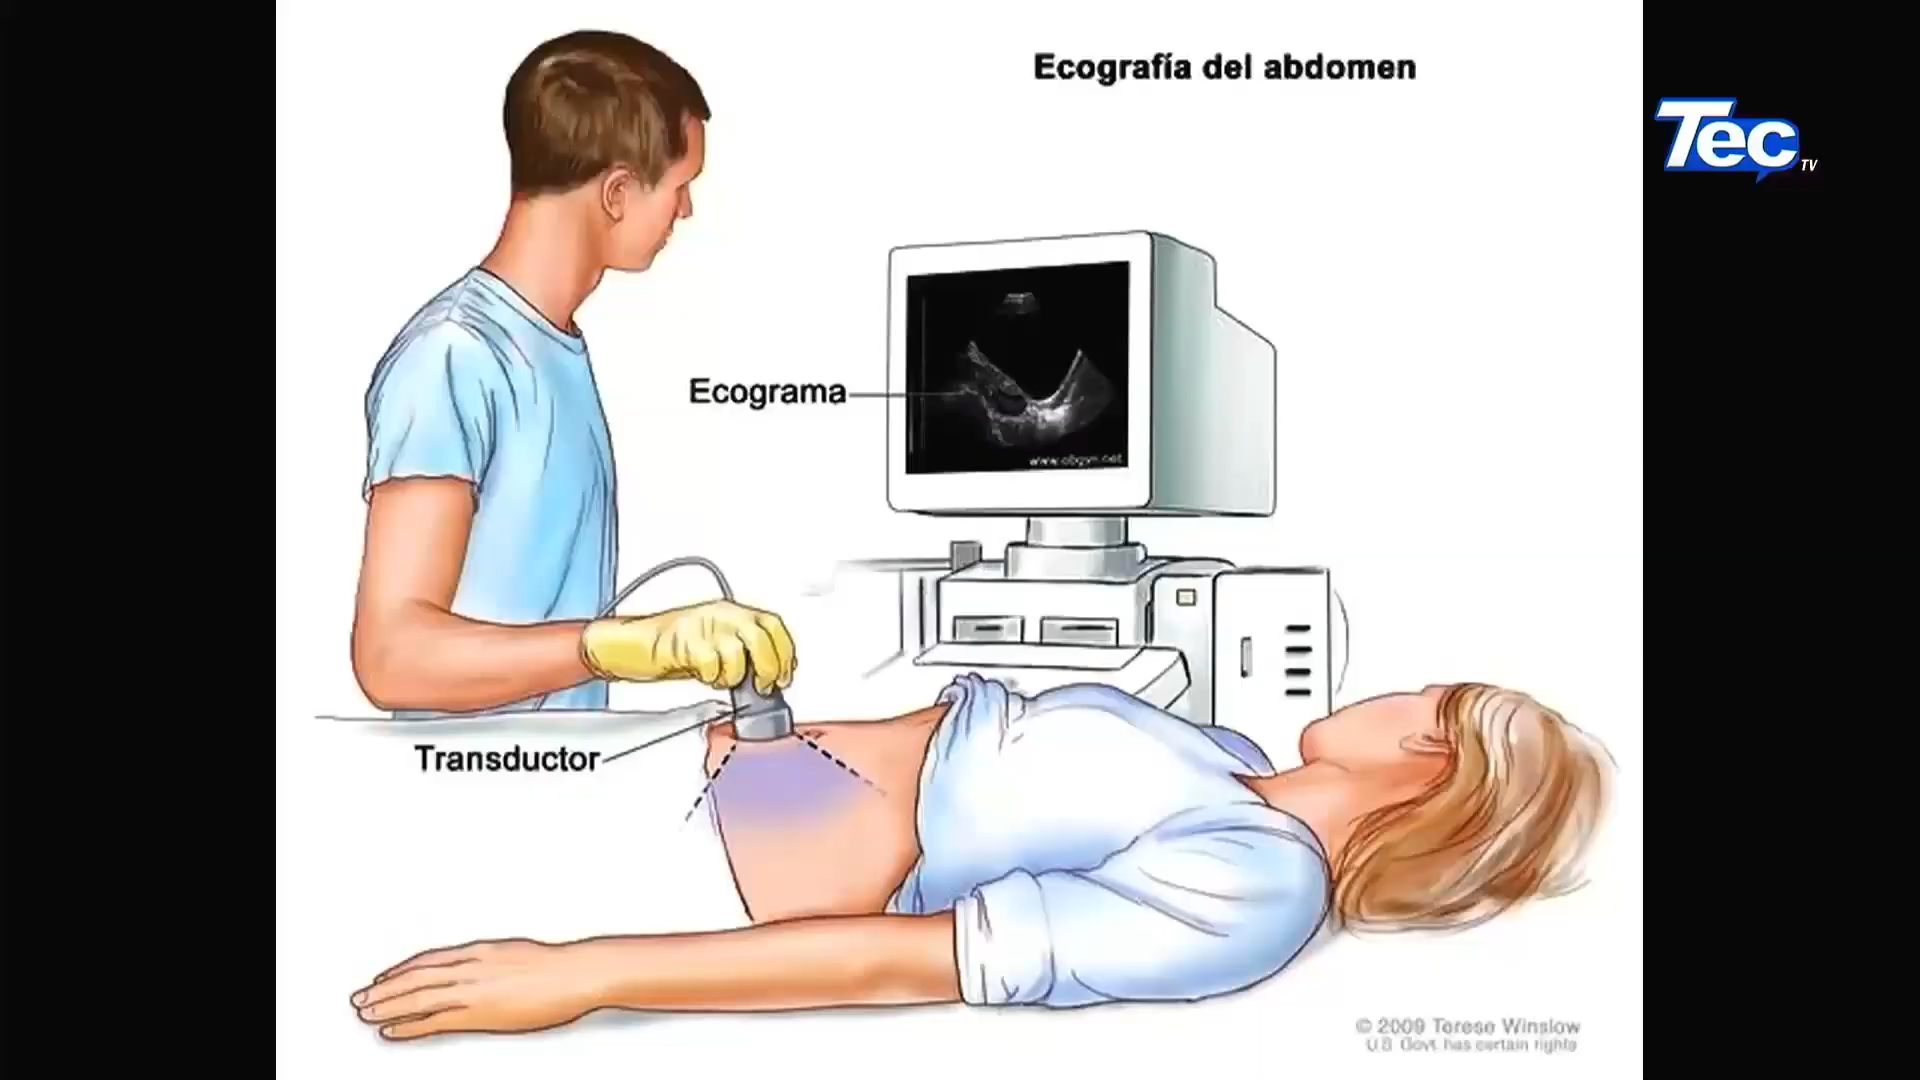 Ecografía del abdomen
Tec TV
Ecograma
www.obgyn.net
Transductor
© 2009 Terese Winslow
U.S. Govt. has certain rights